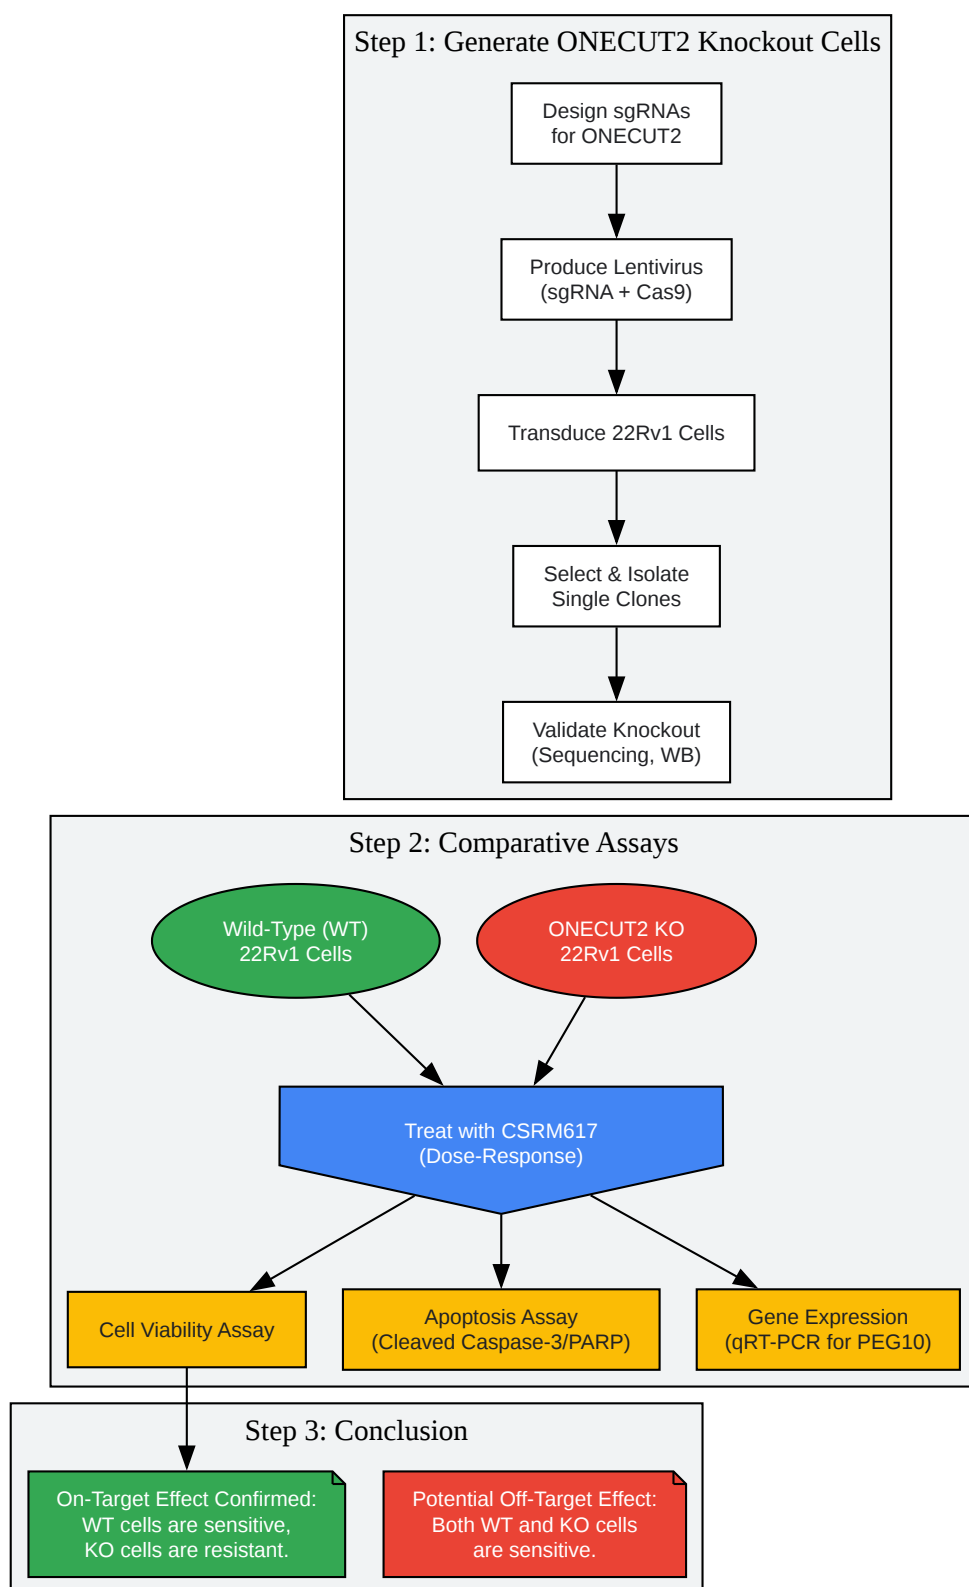 Step 1: Generate ONECUT2 Knockout Cells
Design sgRNAs
for ONECUT2
Produce Lentivirus
(sgRNA + Cas9)
Transduce 22Rv1 Cells
Select & Isolate
Single Clones
Validate Knockout
(Sequencing, WB)
Step 2: Comparative Assays
Wild-Type (WT)
22Rv1 Cells
ONECUT2 KO
22Rv1 Cells
Treat with CSRM617
(Dose-Response)
Cell Viability Assay
Apoptosis Assay
(Cleaved Caspase-3/PARP)
Gene Expression
(qRT-PCR for PEG10)
Step 3: Conclusion
On-Target Effect Confirmed:
WT cells are sensitive,
KO cells are resistant.
Potential Off-Target Effect:
Both WT and KO cells
are sensitive.